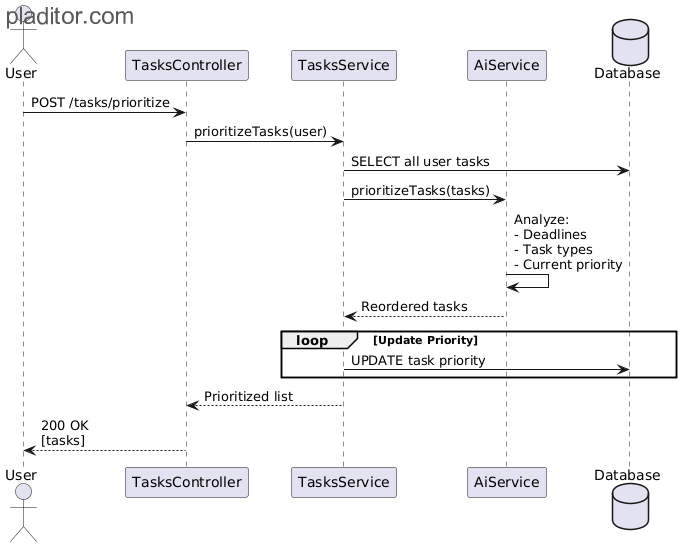 pladitor.com
User
TasksController
TasksService
AiService
Database
POST /tasks/prioritize
prioritizeTasks(user)
SELECT all user tasks
prioritizeTasks(tasks)
Analyze:
- Deadlines
- Task types
- Current priority
Reordered tasks
loop [Update Priority]
UPDATE task priority
Prioritized list
200 OK
[tasks]
User
TasksController
TasksService
AiService
Database